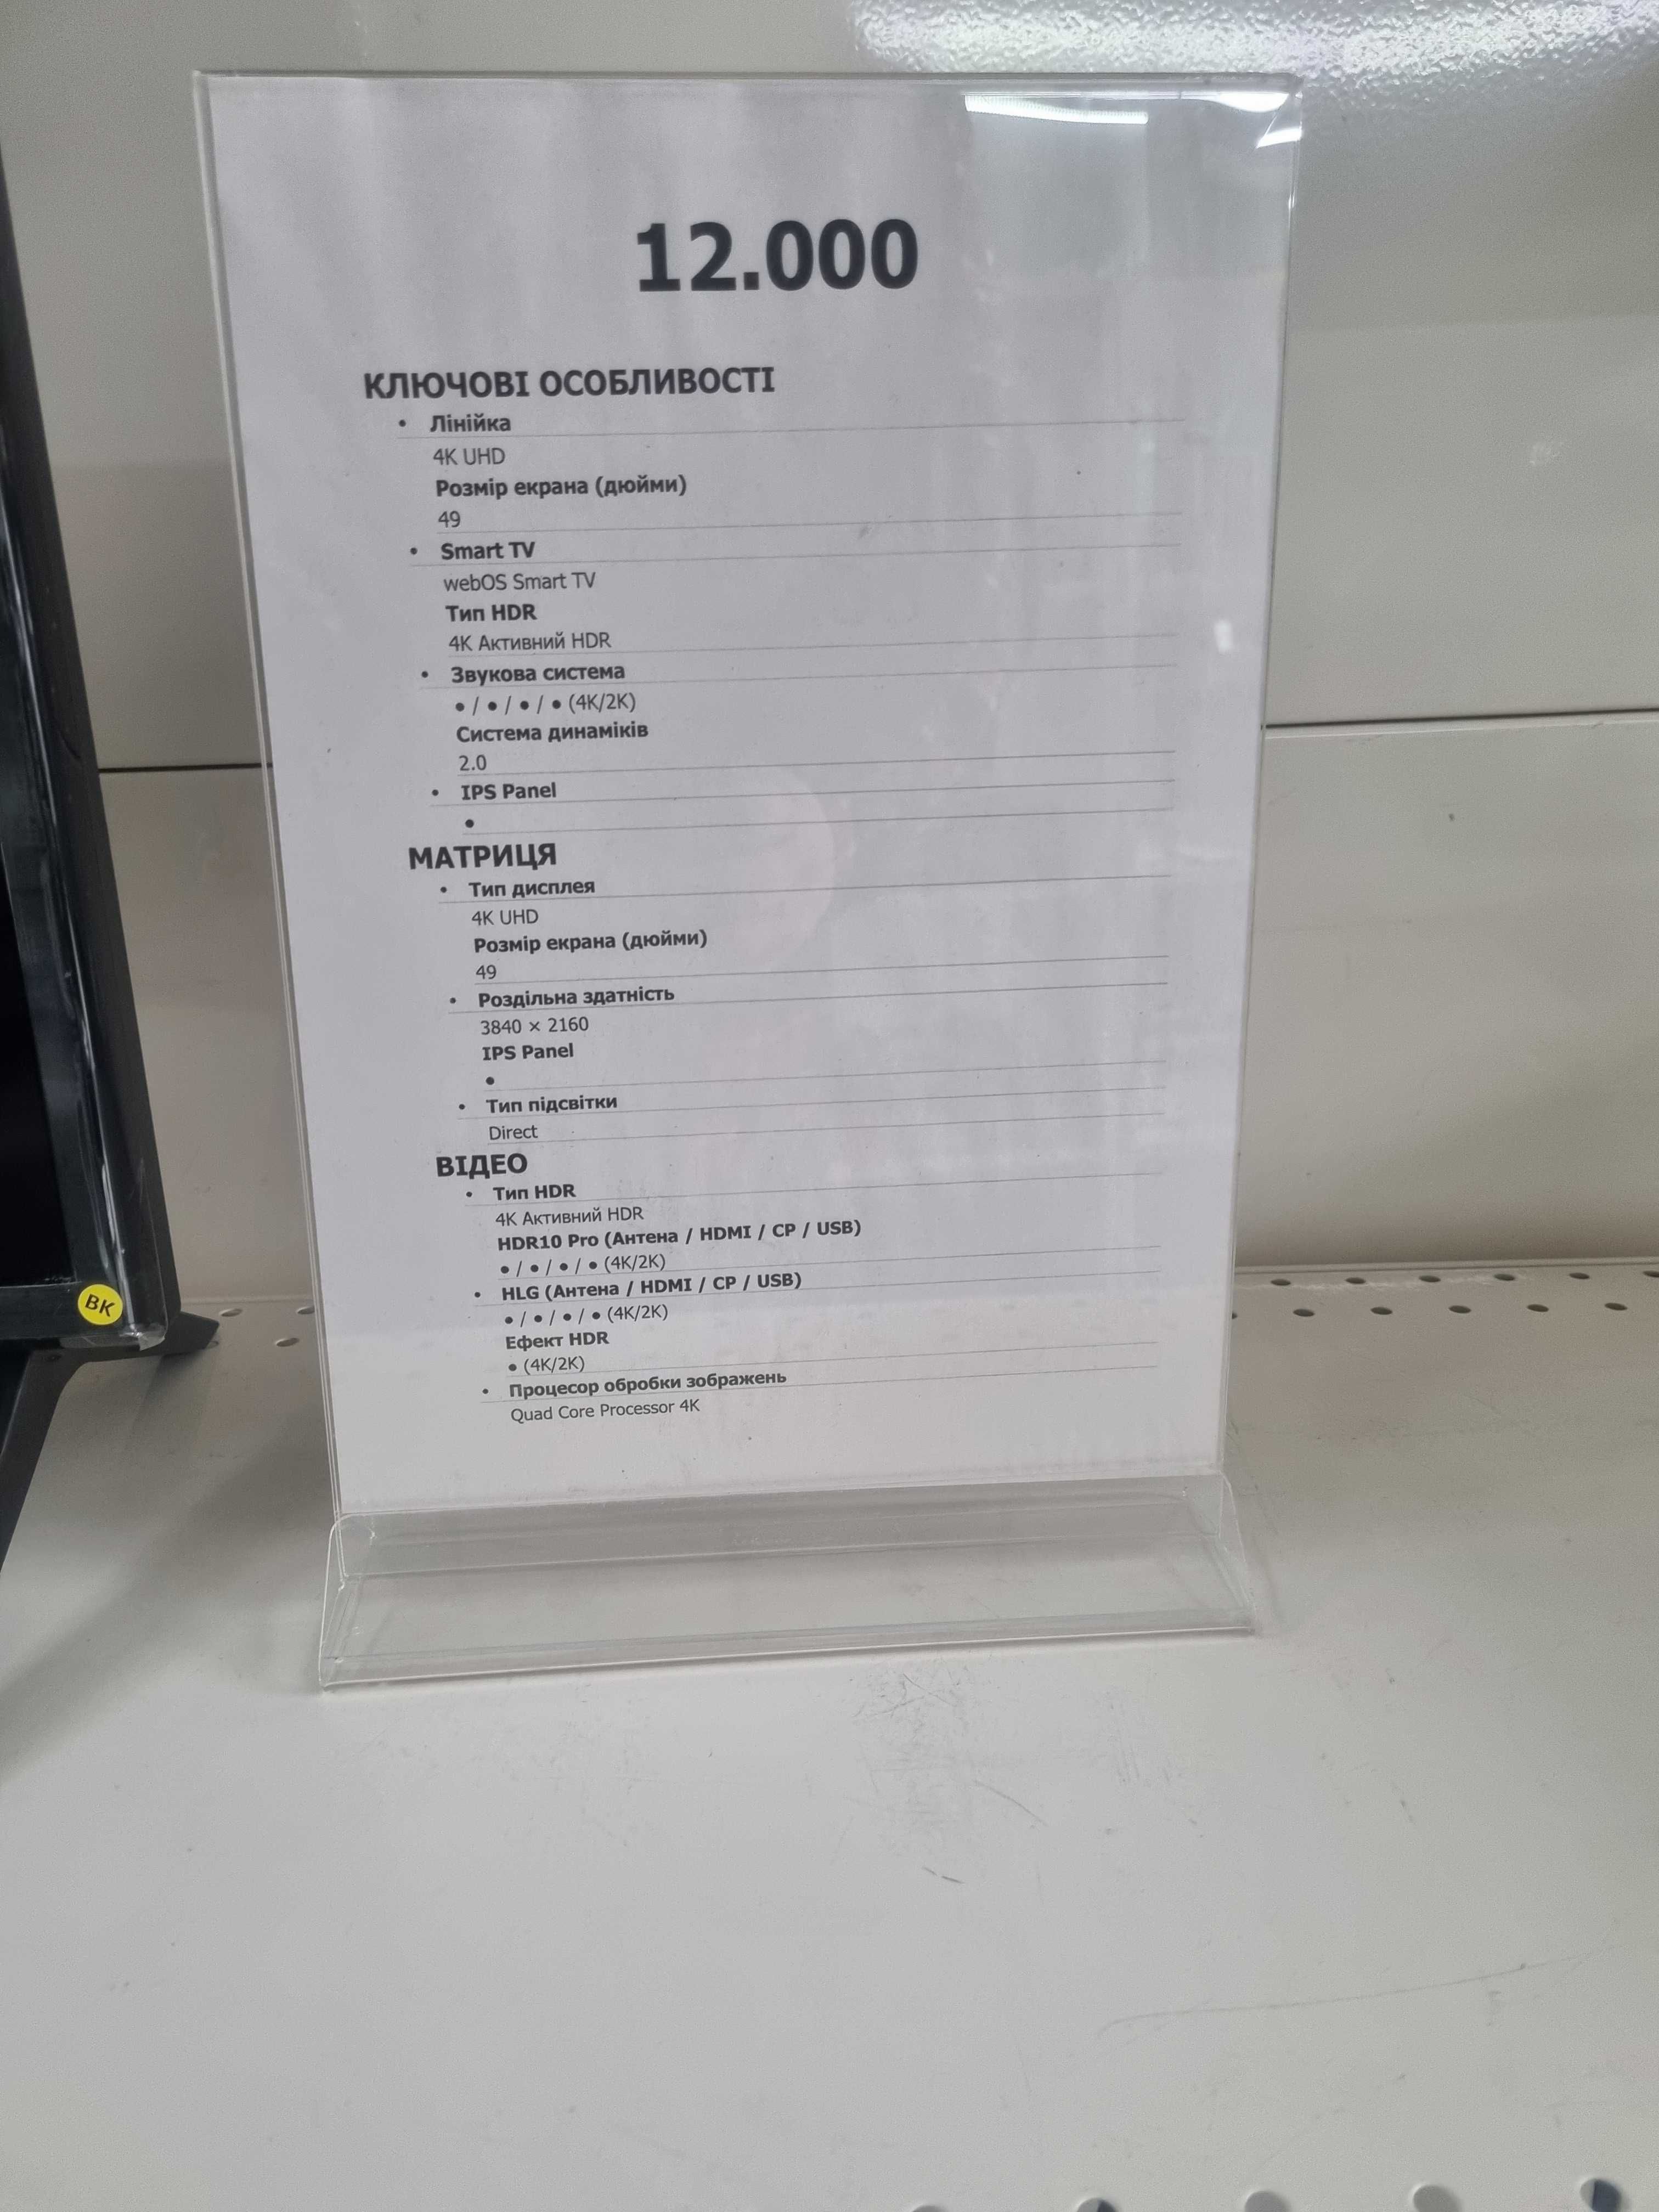 12.000
КЛЮЧОВІ ОСОБЛИВОСТІ
• Лінійка
4K UHD
Розмір екрана (дюйми)
49
• Smart TV
webOS Smart TV
Тип HDR
4K Активний HDR
• Звукова система
● / ● / ● / ● (4K/2K)
Система динаміків
2.0
• IPS Panel
●
МАТРИЦЯ
• Тип дисплея
4K UHD
Розмір екрана (дюйми)
49
• Роздільна здатність
3840 × 2160
IPS Panel
●
• Тип підсвітки
Direct
ВІДЕО
• Тип HDR
4K Активний HDR
HDR10 Pro (Антена / HDMI / CP / USB)
● / ● / ● / ● (4K/2K)
• HLG (Антена / HDMI / CP / USB)
● / ● / ● / ● (4K/2K)
Ефект HDR
● (4K/2K)
• Процесор обробки зображень
Quad Core Processor 4K
ВК